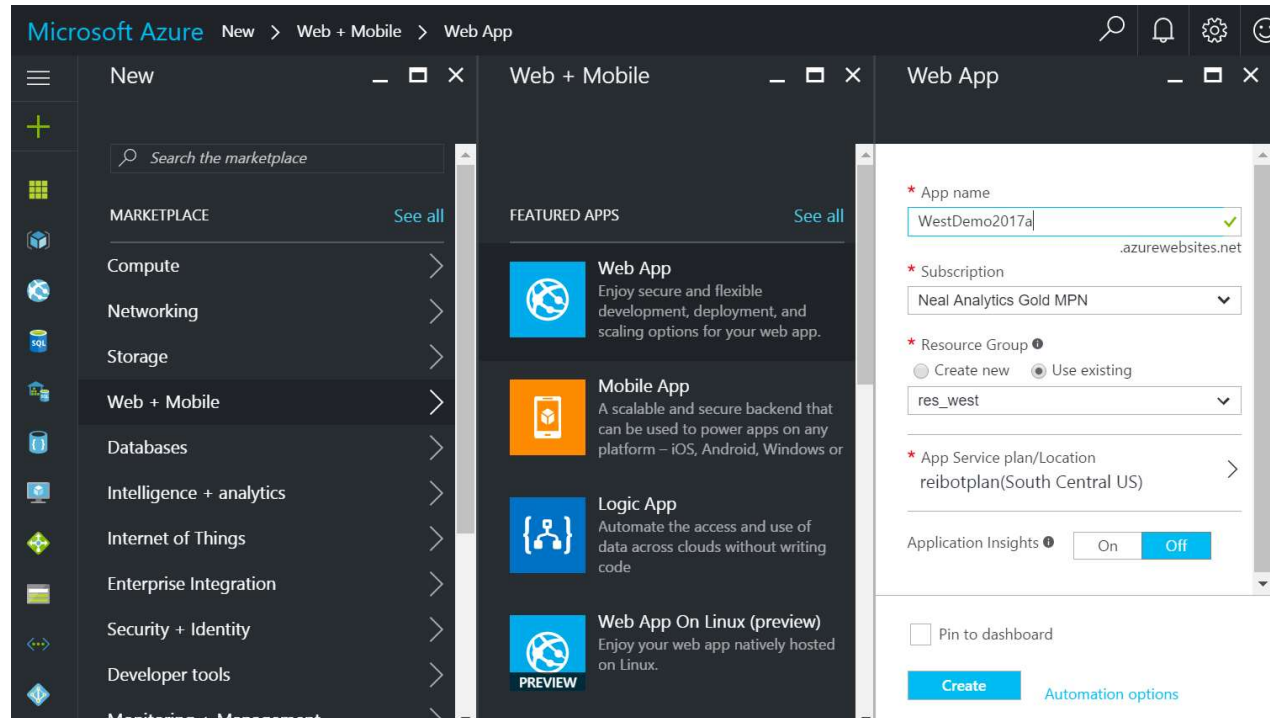 Microsoft Azure New > Web + Mobile > Web App
New
Search the marketplace
MARKETPLACE See all
Compute
Networking
Storage
Web + Mobile
Databases
Intelligence + analytics
Internet of Things
Enterprise Integration
Security + Identity
Developer tools
Monitoring + Management
Web + Mobile
FEATURED APPS See all
Web App
Enjoy secure and flexible
development, deployment, and
scaling options for your web app.
Mobile App
A scalable and secure backend that
can be used to power apps on any
platform – iOS, Android, Windows or
Logic App
Automate the access and use of
data across clouds without writing
code
Web App On Linux (preview)
Enjoy your web app natively hosted
on Linux.
PREVIEW
Web App
* App name
WestDemo2017a
.azurewebsites.net
* Subscription
Neal Analytics Gold MPN
* Resource Group
Create new Use existing
res_west
* App Service plan/Location
reibotplan(South Central US)
Application Insights On Off
Pin to dashboard
Create Automation options
SQL